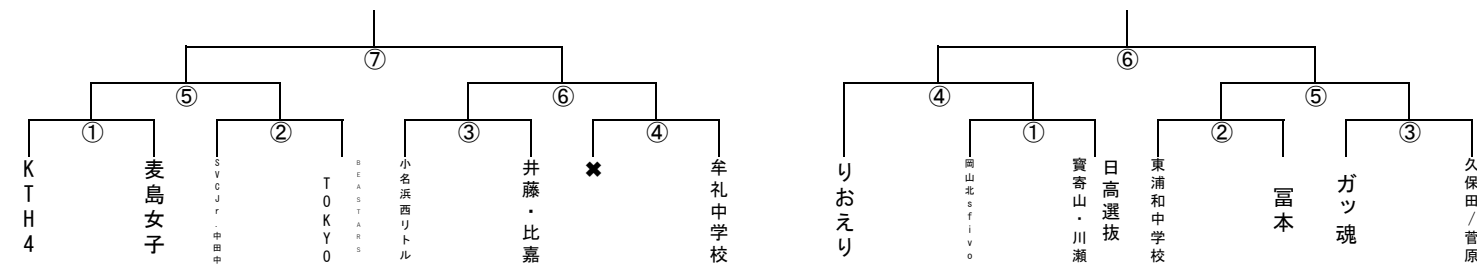 ⑦
⑥
⑤
⑥
④
⑤
①
②
③
④
①
②
③
KTH4
麦島女子
SVCJr.中田中
TOKYO
BEASTARS
小名浜西リトル
井藤・比嘉
✖
牟礼中学校
りおえり
岡山北sfivo
寳寄山・川瀬
日高選抜
東浦和中学校
冨本
ガッ魂
久保田/菅原